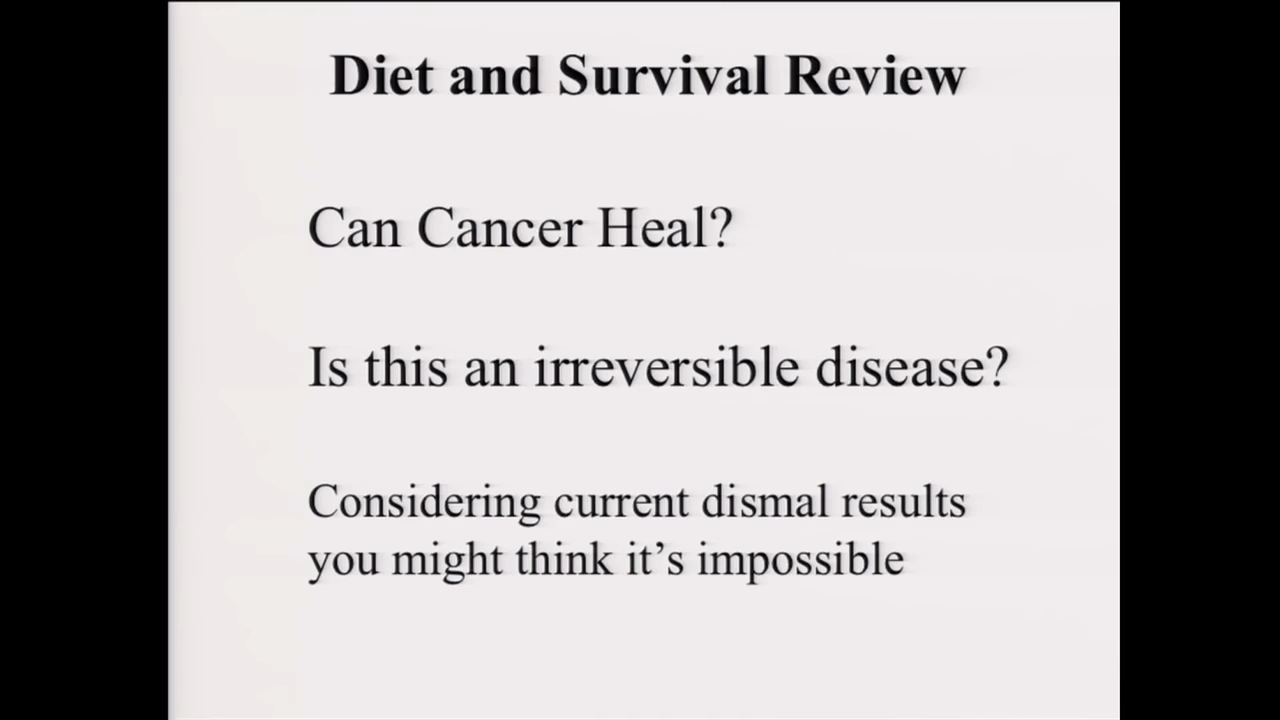 Diet and Survival Review
Can Cancer Heal?
Is this an irreversible disease?
Considering current dismal results
you might think it’s impossible